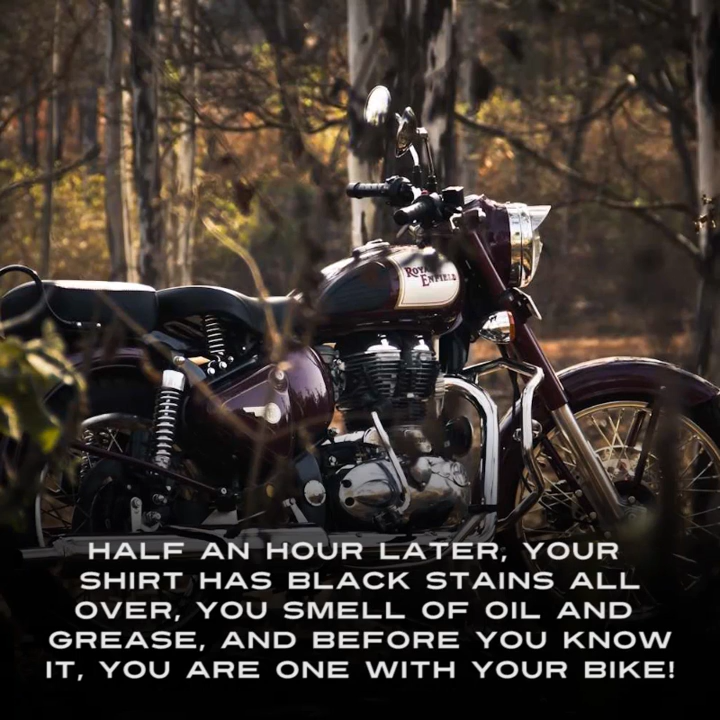 ROYAL
ENFIELD
HALF AN HOUR LATER, YOUR
SHIRT HAS BLACK STAINS ALL
OVER, YOU SMELL OF OIL AND
GREASE, AND BEFORE YOU KNOW
IT, YOU ARE ONE WITH YOUR BIKE!